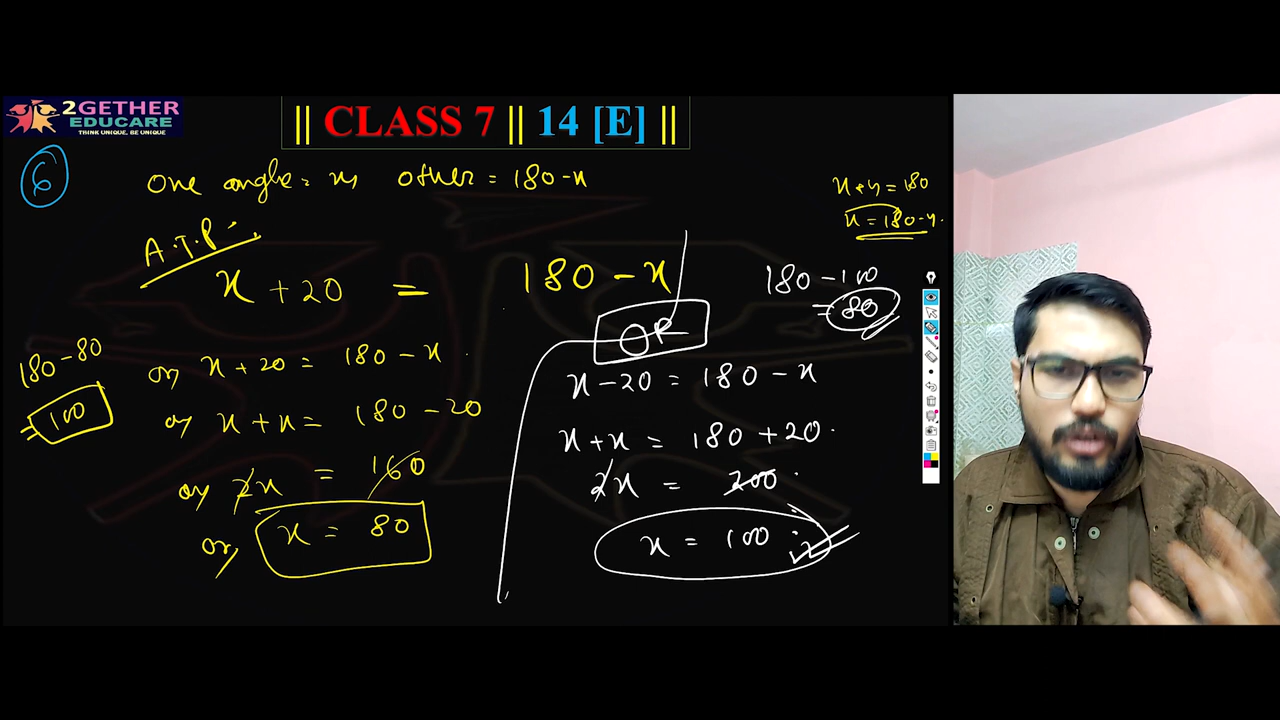 2GETHER
EDUCARE
THINK UNIQUE, BE UNIQUE
|| CLASS 7 || 14 [E] ||
6
One angle = x, other = 180-x
x+y=180
x=180-y.
A.T.P.
x + 20 = 180 - x
180 - 100
= 80
OR
180-80
= 100
or x + 20 = 180 - x
or x + x = 180 - 20
or 2x = 160
or x = 80
x - 20 = 180 - x
x + x = 180 + 20
2x = 200
x = 100